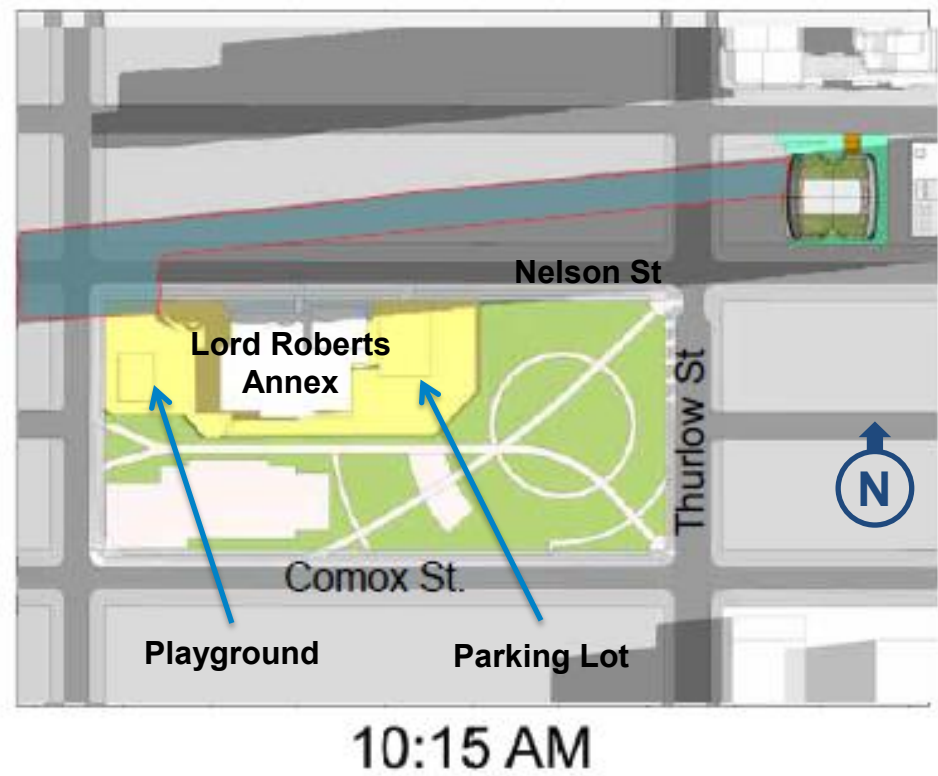 Nelson St
Lord Roberts
Annex
Thurlow St
N
Comox St.
Playground
Parking Lot
10:15 AM